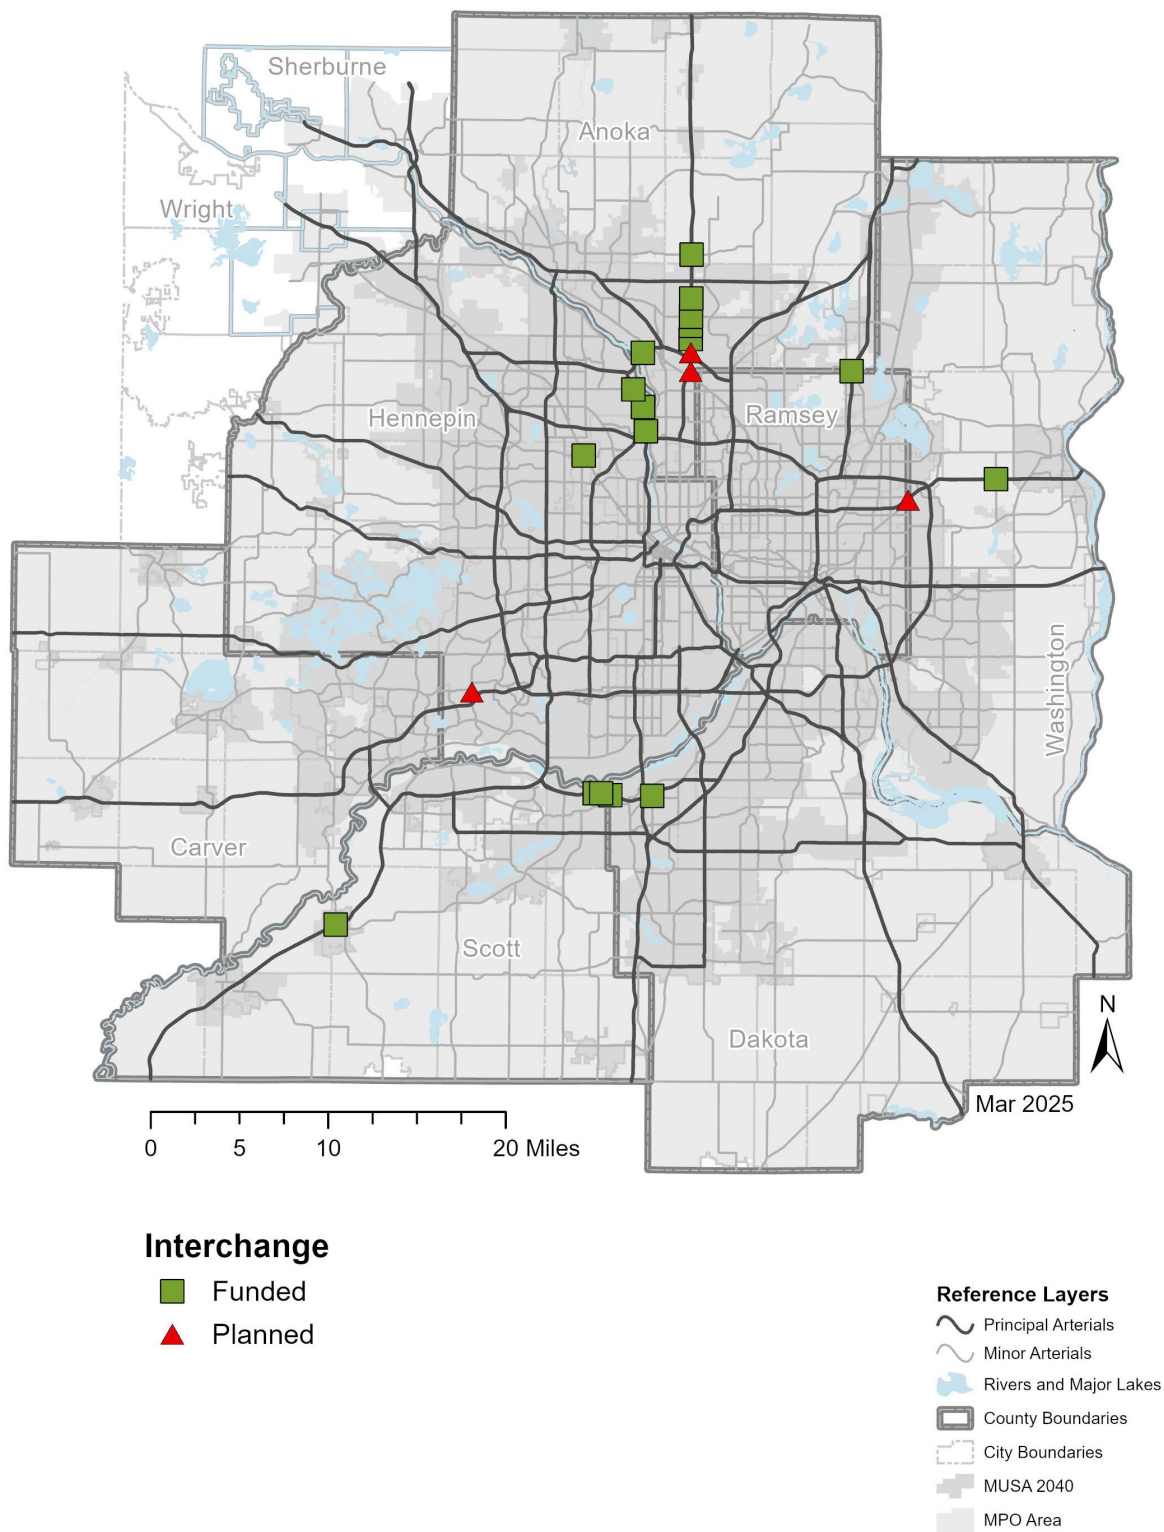 Sherburne
Anoka
Wright
Hennepin
Ramsey
Washington
Carver
Scott
Dakota
N
Mar 2025
0 5 10 20 Miles
Interchange
Funded
Planned
Reference Layers
Principal Arterials
Minor Arterials
Rivers and Major Lakes
County Boundaries
City Boundaries
MUSA 2040
MPO Area